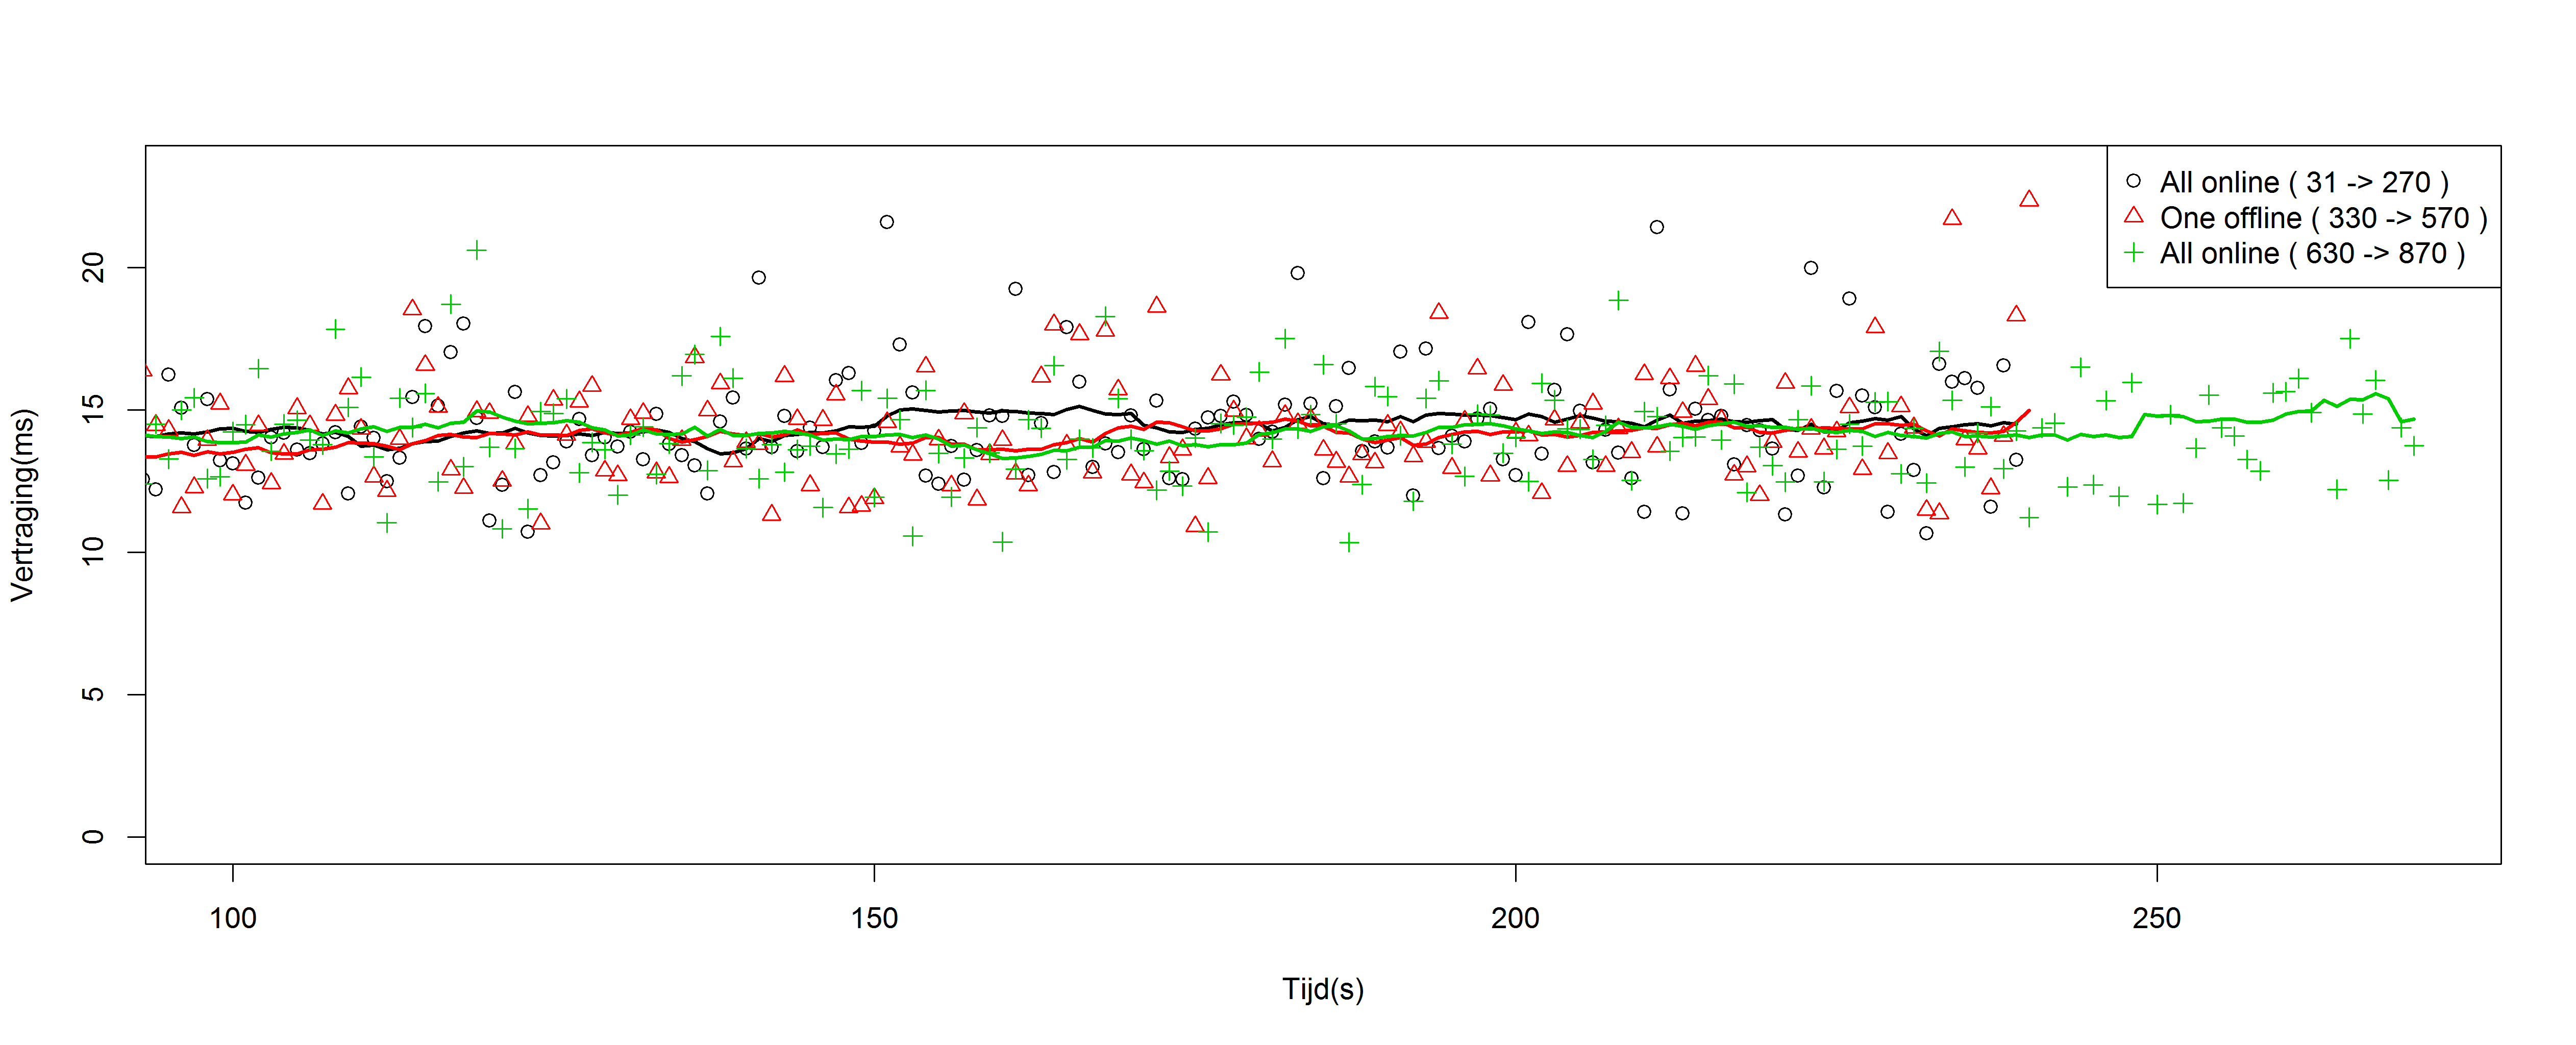 All online ( 31 -> 270 )
One offline ( 330 -> 570 )
All online ( 630 -> 870 )
Vertraging(ms)
20
15
10
5
0
100 150 200 250
Tijd(s)